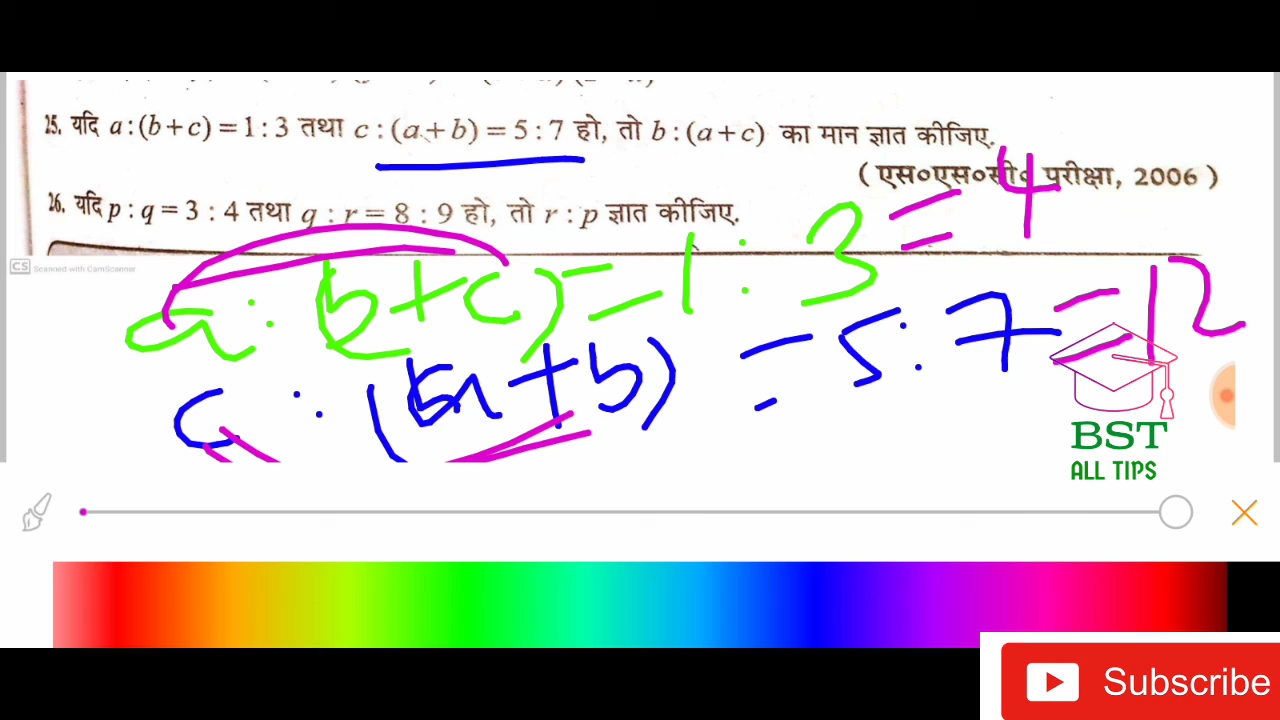 25. यदि a:(b+c)=1:3 तथा c:(a+b)=5:7 हो, तो b:(a+c) का मान ज्ञात कीजिए.
(एस०एस०सी० परीक्षा, 2006)
26. यदि p:q=3:4 तथा q:r=8:9 हो, तो r:p ज्ञात कीजिए.
CS Scanned with CamScanner
a:(b+c)=1:3=4
c:(a+b)=5:7=12
BST
ALL TIPS
Subscribe